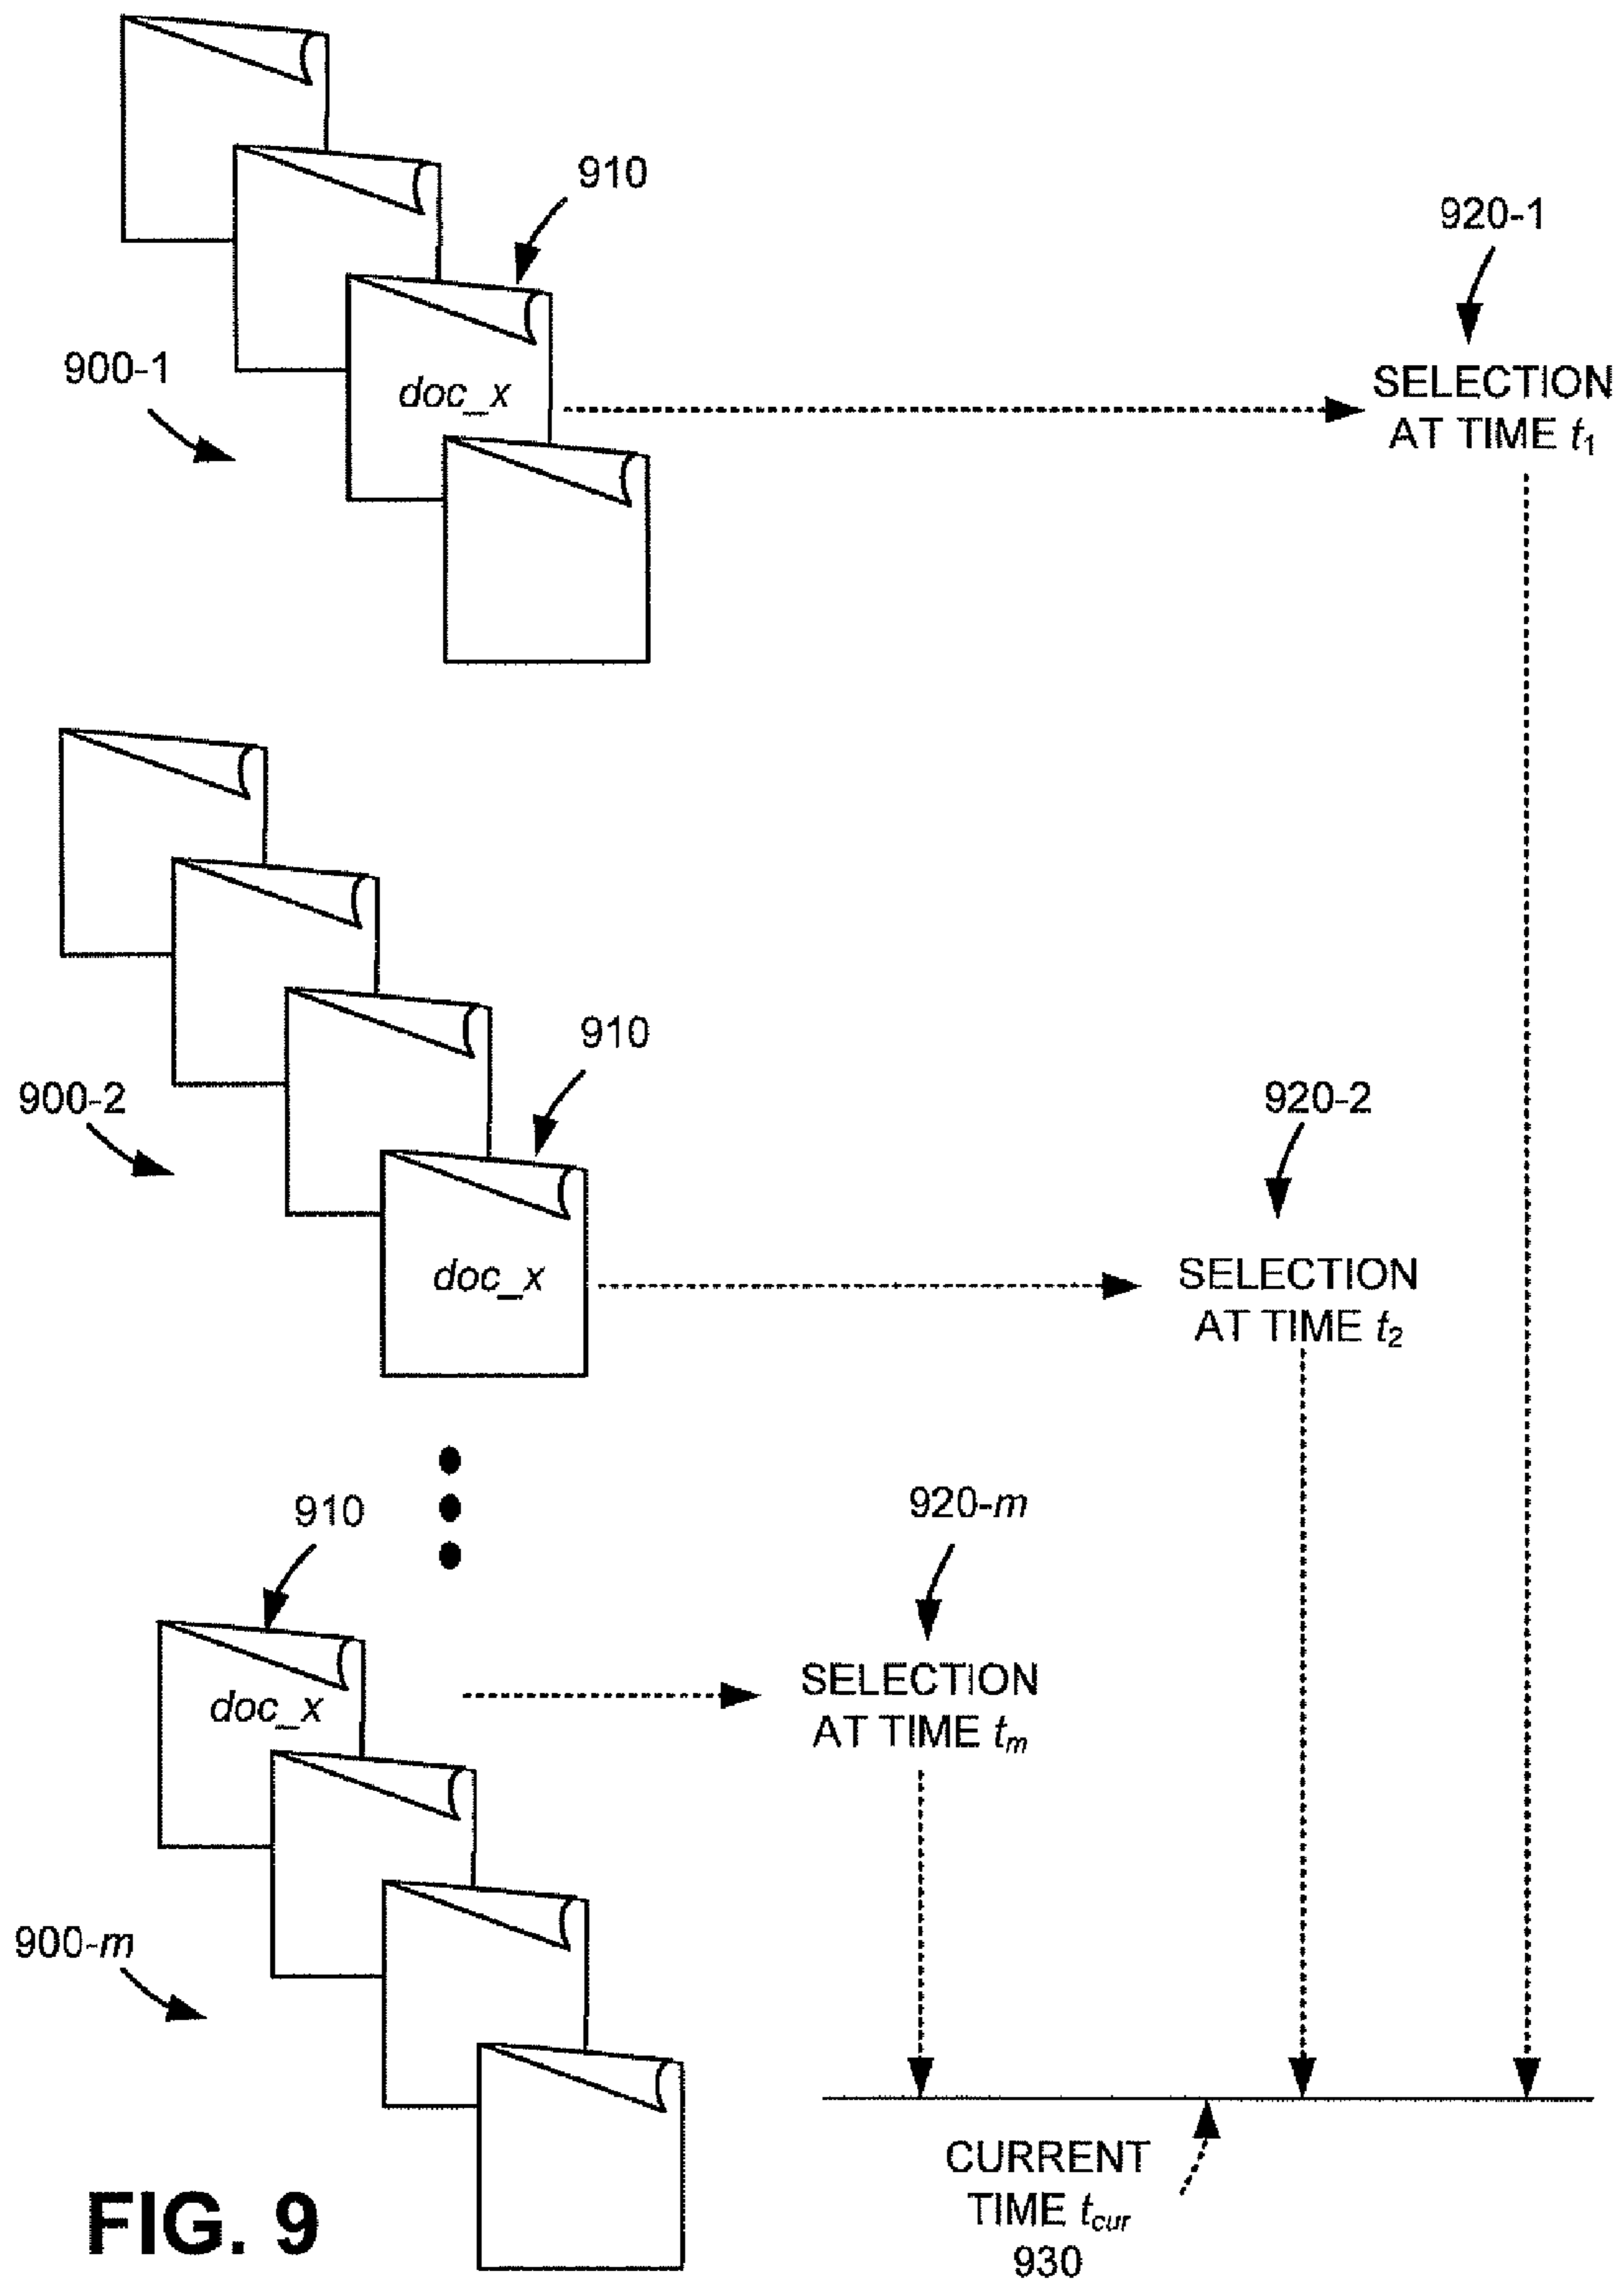 910
920-1
900-1
doc_x
SELECTION
AT TIME t1
910
900-2
920-2
doc_x
SELECTION
AT TIME t2
910
920-m
doc_x
SELECTION
AT TIME tm
900-m
CURRENT
TIME tcur
930
FIG. 9